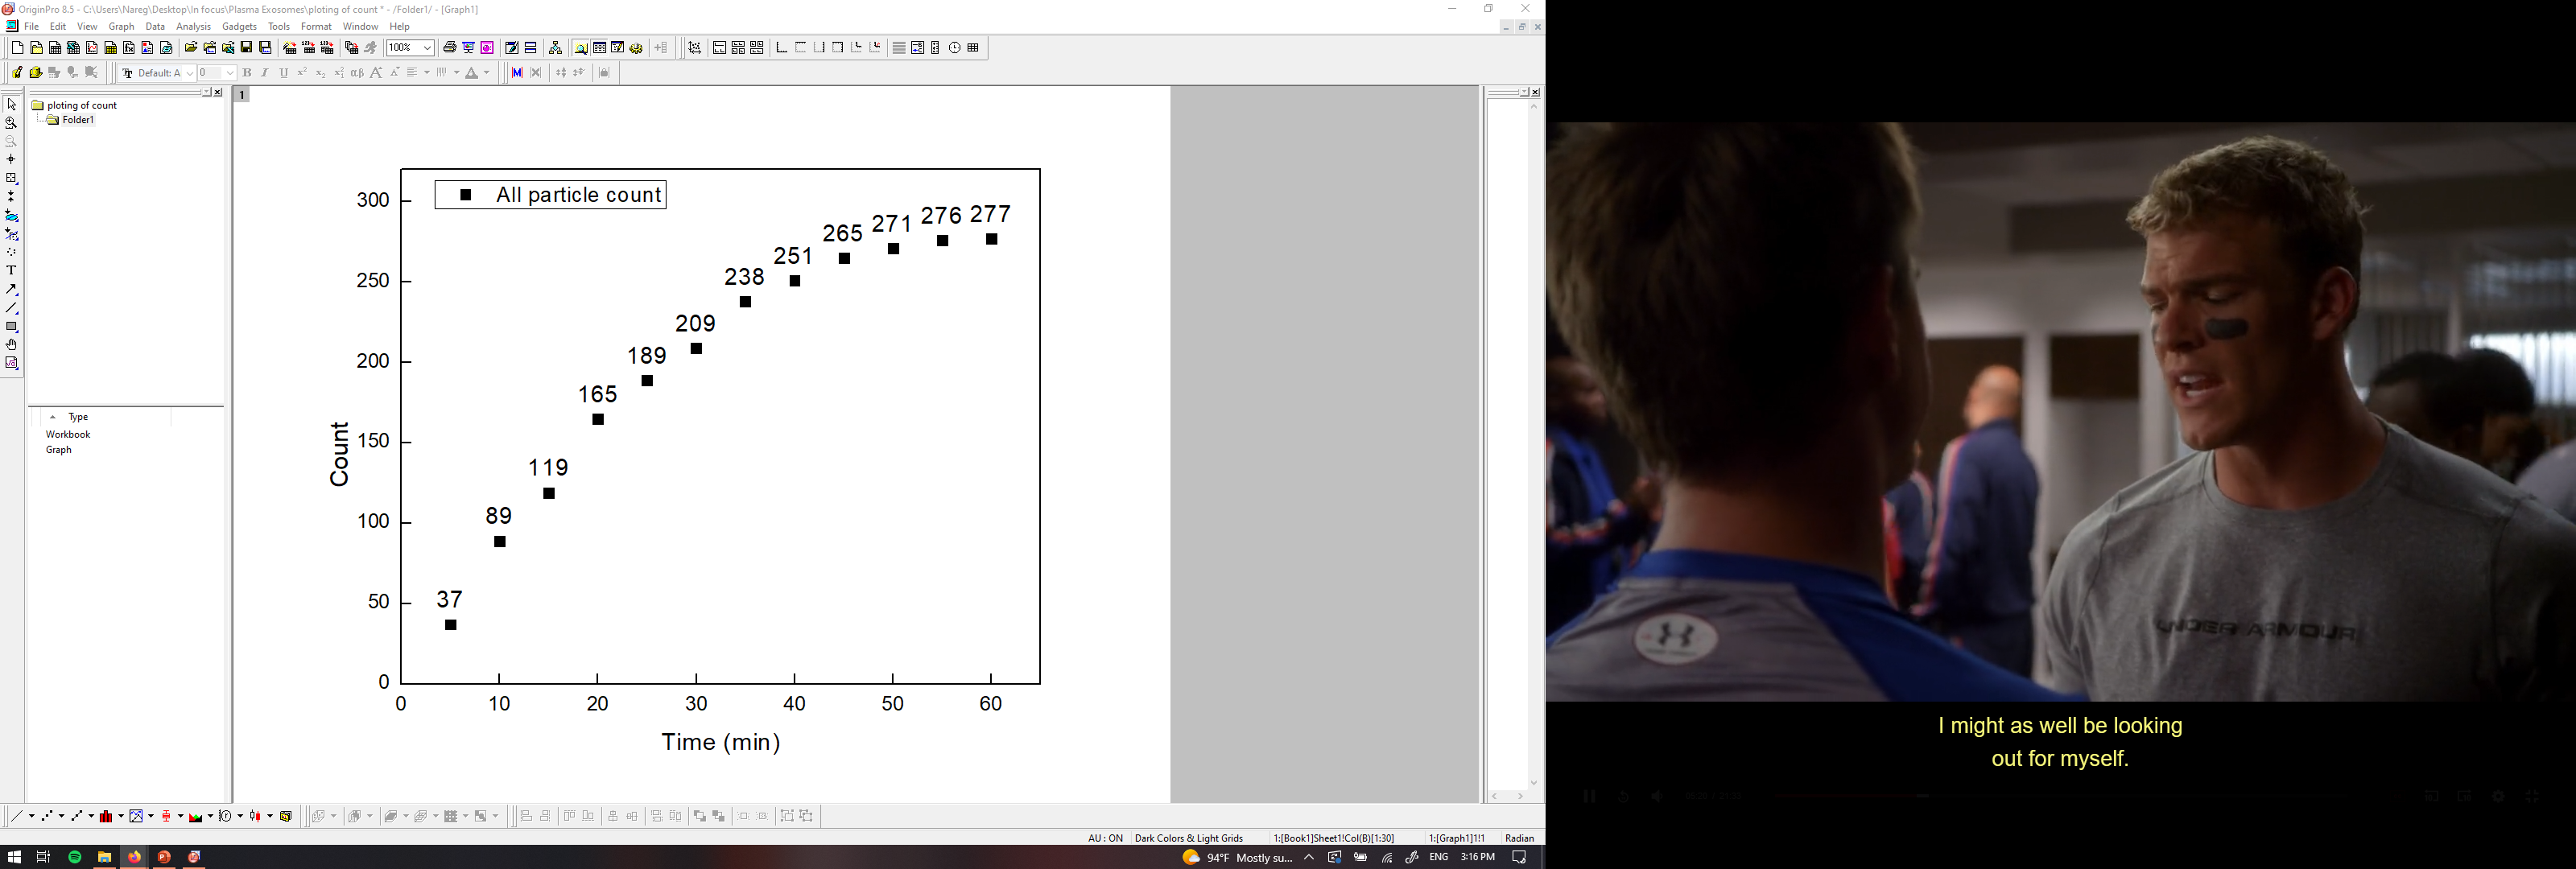 OriginPro 8.5 - C:\Users\Nareg\Desktop\In focus\Plasma Exosomes\ploting of count * - /Folder1/ - [Graph1]
File Edit View Graph Data Analysis Gadgets Tools Format Window Help
100%
Default: A 0
ploting of count
Folder1
Type
Workbook
Graph
1
All particle count
300
250
200
150
100
50
0
Count
37
89
119
165
189
209
238
251
265
271
276
277
0 10 20 30 40 50 60
Time (min)
AU : ON Dark Colors & Light Grids 1:[Book1]Sheet1!Col(B)[1:30] 1:[Graph1]1!1 Radian
94°F Mostly su... ENG 3:16 PM
UNDER ARMOUR
I might as well be looking
out for myself.